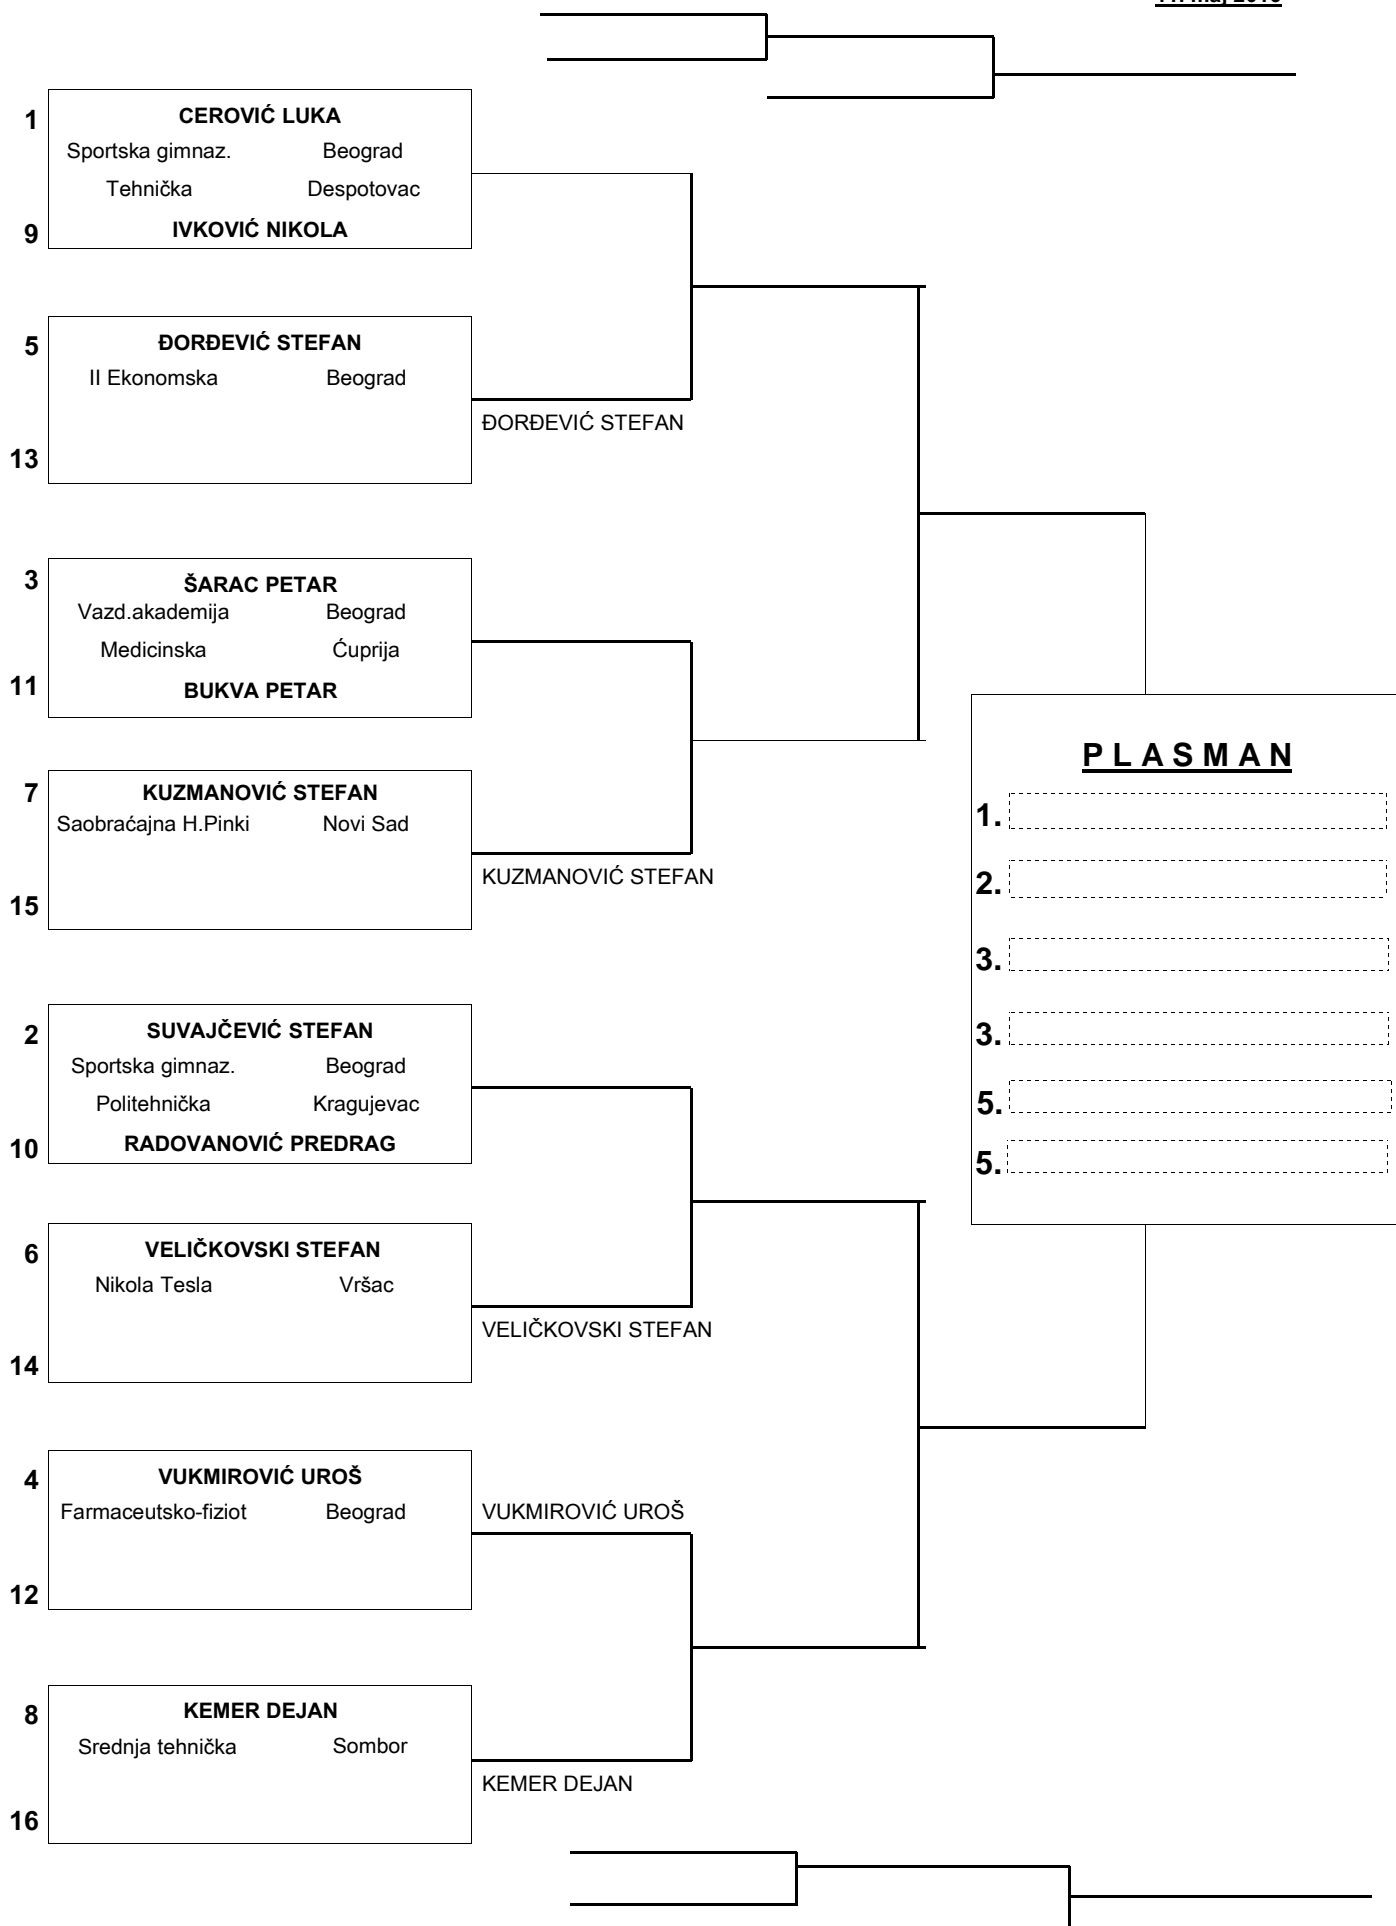 1 CEROVIĆ LUKA
Sportska gimnaz. Beograd
Tehnička Despotovac
9 IVKOVIĆ NIKOLA
5 ĐORĐEVIĆ STEFAN
II Ekonomska Beograd
ĐORĐEVIĆ STEFAN
13
3 ŠARAC PETAR
Vazd.akademija Beograd
Medicinska Ćuprija
11 BUKVA PETAR
P L A S M A N
1.
2.
3.
3.
5.
5.
7 KUZMANOVIĆ STEFAN
Saobraćajna H.Pinki Novi Sad
KUZMANOVIĆ STEFAN
15
2 SUVAJČEVIĆ STEFAN
Sportska gimnaz. Beograd
Politehnička Kragujevac
10 RADOVANOVIĆ PREDRAG
6 VELIČKOVSKI STEFAN
Nikola Tesla Vršac
VELIČKOVSKI STEFAN
14
4 VUKMIROVIĆ UROŠ
Farmaceutsko-fiziot Beograd VUKMIROVIĆ UROŠ
12
8 KEMER DEJAN
Srednja tehnička Sombor
KEMER DEJAN
16